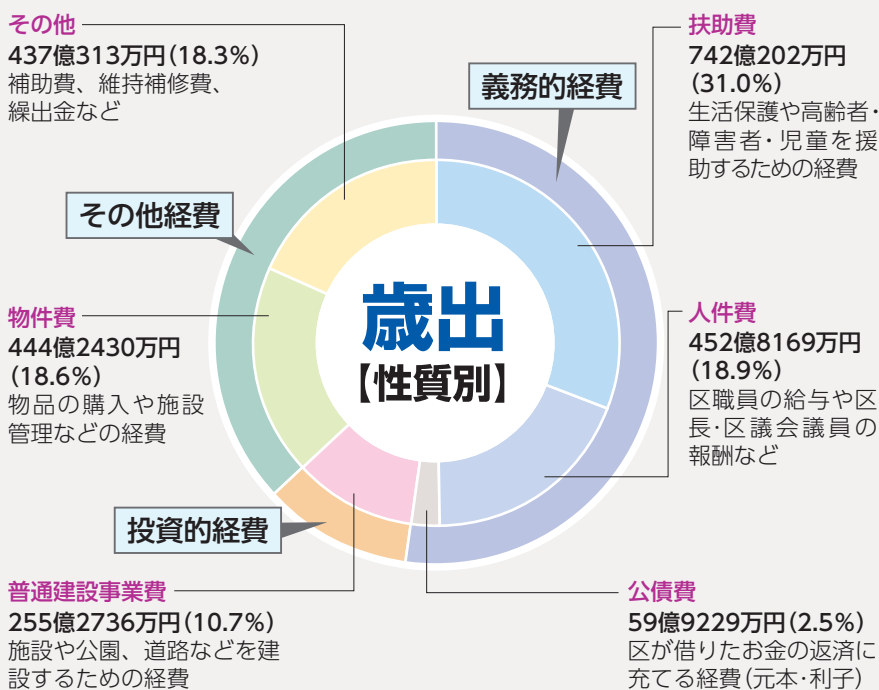 その他
437億313万円(18.3%)
補助費、維持補修費、
繰出金など
扶助費
742億202万円
(31.0%)
生活保護や高齢者・
障害者・児童を援
助するための経費
義務的経費
その他経費
歳出
【性質別】
物件費
444億2430万円
(18.6%)
物品の購入や施設
管理などの経費
人件費
452億8169万円
(18.9%)
区職員の給与や区
長・区議会議員の
報酬など
投資的経費
普通建設事業費
255億2736万円(10.7%)
施設や公園、道路などを建
設するための経費
公債費
59億9229万円(2.5%)
区が借りたお金の返済に
充てる経費(元本・利子)